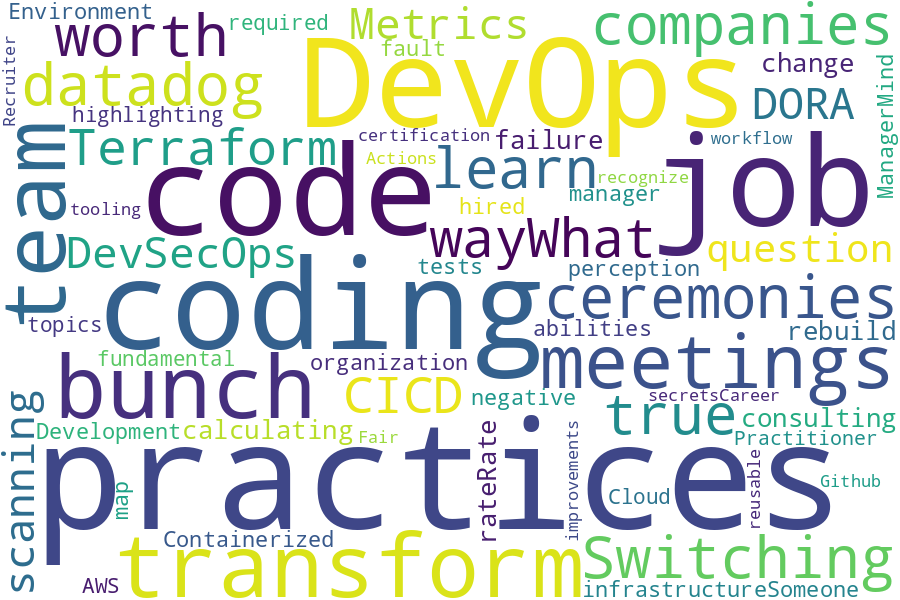 Environment
required
Metrics
companies
worth
fault
DevOps
Recruiter
datadog
change
ManagerMind
highlighting
DORA
team
Terraform
code
certification
failure
job
workflow
Actions
learn
recognize
manager
tooling
hired
wayWhat
question
DevSecOps
tests
perception
coding
ceremonies
topics
abilities
rebuild
fundamental
organization
meetings
bunch
CICD
negative
secretsCareer
true
consulting
scanning
Development
calculating
Fair
Practitioner
practices
rateRate
improvements
reusable
Github
map
Cloud
Containerized
transform
Switching
AWS
infrastructureSomeone